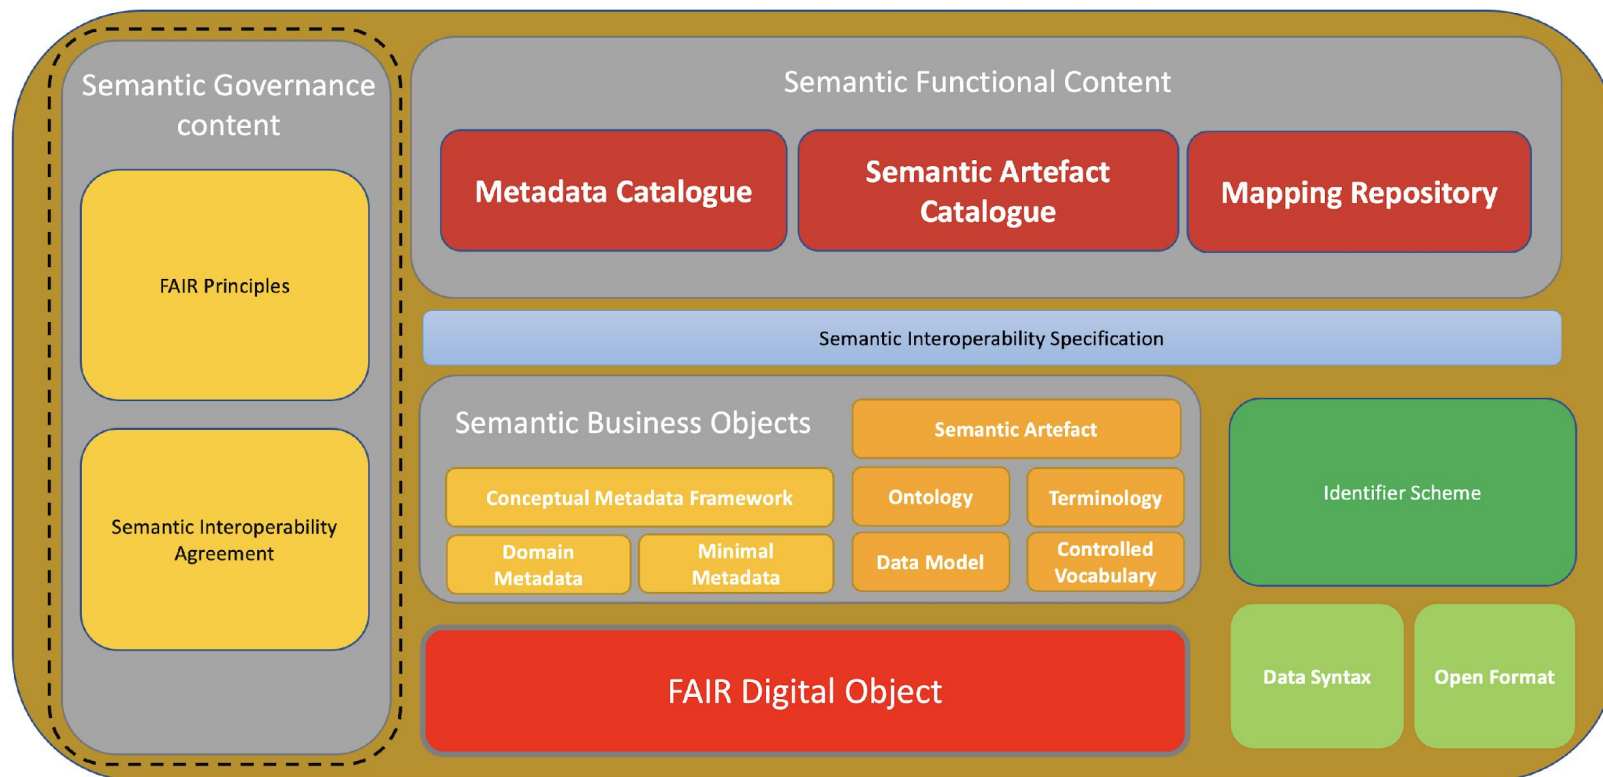 Semantic Governance
content
FAIR Principles
Semantic Interoperability
Agreement
Semantic Functional Content
Metadata Catalogue
Semantic Artefact
Catalogue
Mapping Repository
Semantic Interoperability Specification
Semantic Business Objects
Semantic Artefact
Conceptual Metadata Framework
Ontology
Terminology
Domain
Metadata
Minimal
Metadata
Data Model
Controlled
Vocabulary
Identifier Scheme
FAIR Digital Object
Data Syntax
Open Format